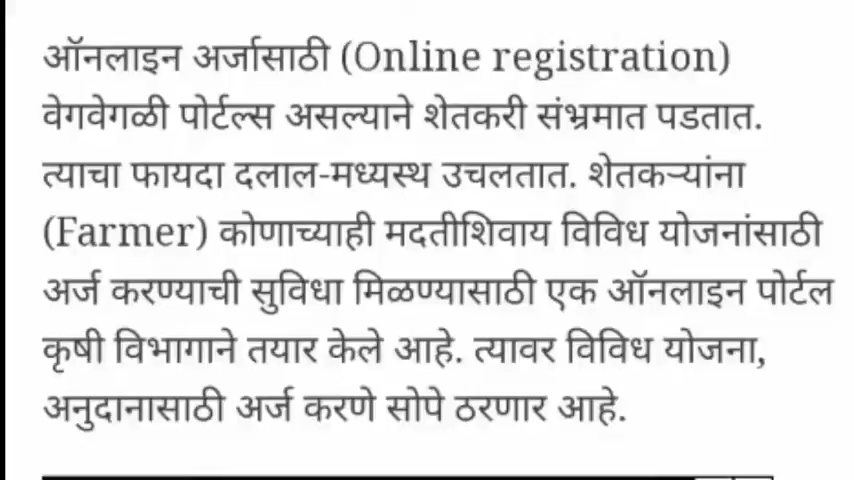 ऑनलाइन अर्जासाठी (Online registration)
वेगवेगळी पोर्टल्स असल्याने शेतकरी संभ्रमात पडतात.
त्याचा फायदा दलाल-मध्यस्थ उचलतात. शेतकऱ्यांना
(Farmer) कोणाच्याही मदतीशिवाय विविध योजनांसाठी
अर्ज करण्याची सुविधा मिळण्यासाठी एक ऑनलाइन पोर्टल
कृषी विभागाने तयार केले आहे. त्यावर विविध योजना,
अनुदानासाठी अर्ज करणे सोपे ठरणार आहे.